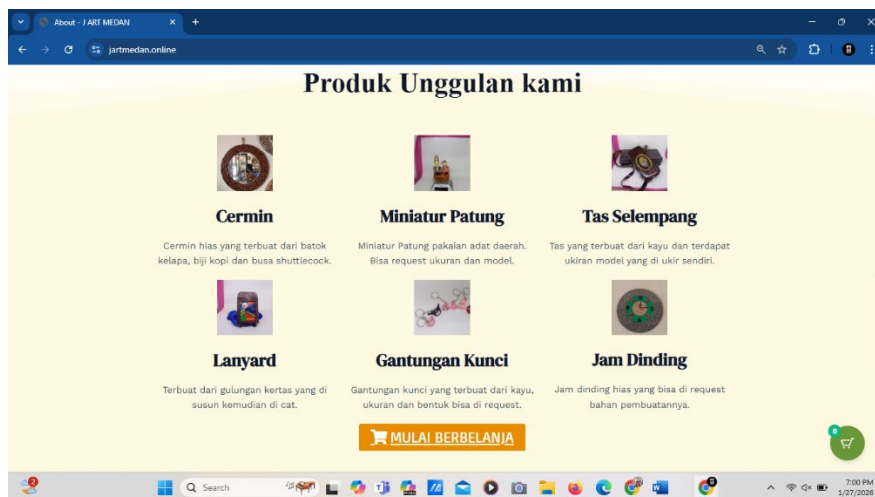 About - J ART MEDAN
jartmedan.online
Produk Unggulan kami
Cermin
Cermin hias yang terbuat dari batok
kelapa, biji kopi dan busa shuttlecock.
Miniatur Patung
Miniatur Patung pakaian adat daerah.
Bisa request ukuran dan model.
Tas Selempang
Tas yang terbuat dari kayu dan terdapat
ukiran model yang di ukir sendiri.
Lanyard
Terbuat dari gulungan kertas yang di
susun kemudian di cat.
Gantungan Kunci
Gantungan kunci yang terbuat dari kayu,
ukuran dan bentuk bisa di request.
Jam Dinding
Jam dinding hias yang bisa di request
bahan pembuatannya.
MULAI BERBELANJA
0
2
Search
7:00 PM
1/27/2026